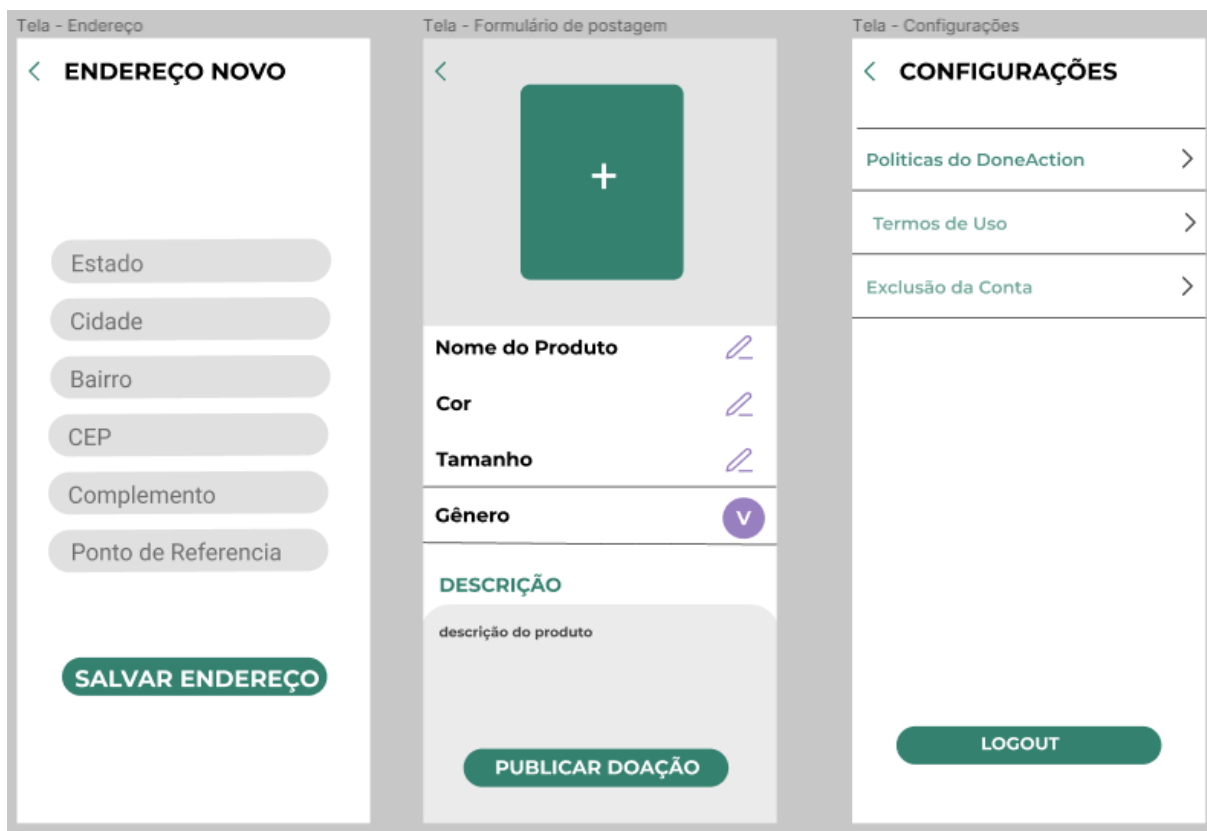 Tela - Endereço
ENDEREÇO NOVO
Estado
Cidade
Bairro
CEP
Complemento
Ponto de Referencia
SALVAR ENDEREÇO
Tela - Formulário de postagem
+
Nome do Produto
Cor
Tamanho
Gênero
V
DESCRIÇÃO
descrição do produto
PUBLICAR DOAÇÃO
Tela - Configurações
CONFIGURAÇÕES
Politicas do DoneAction
Termos de Uso
Exclusão da Conta
LOGOUT